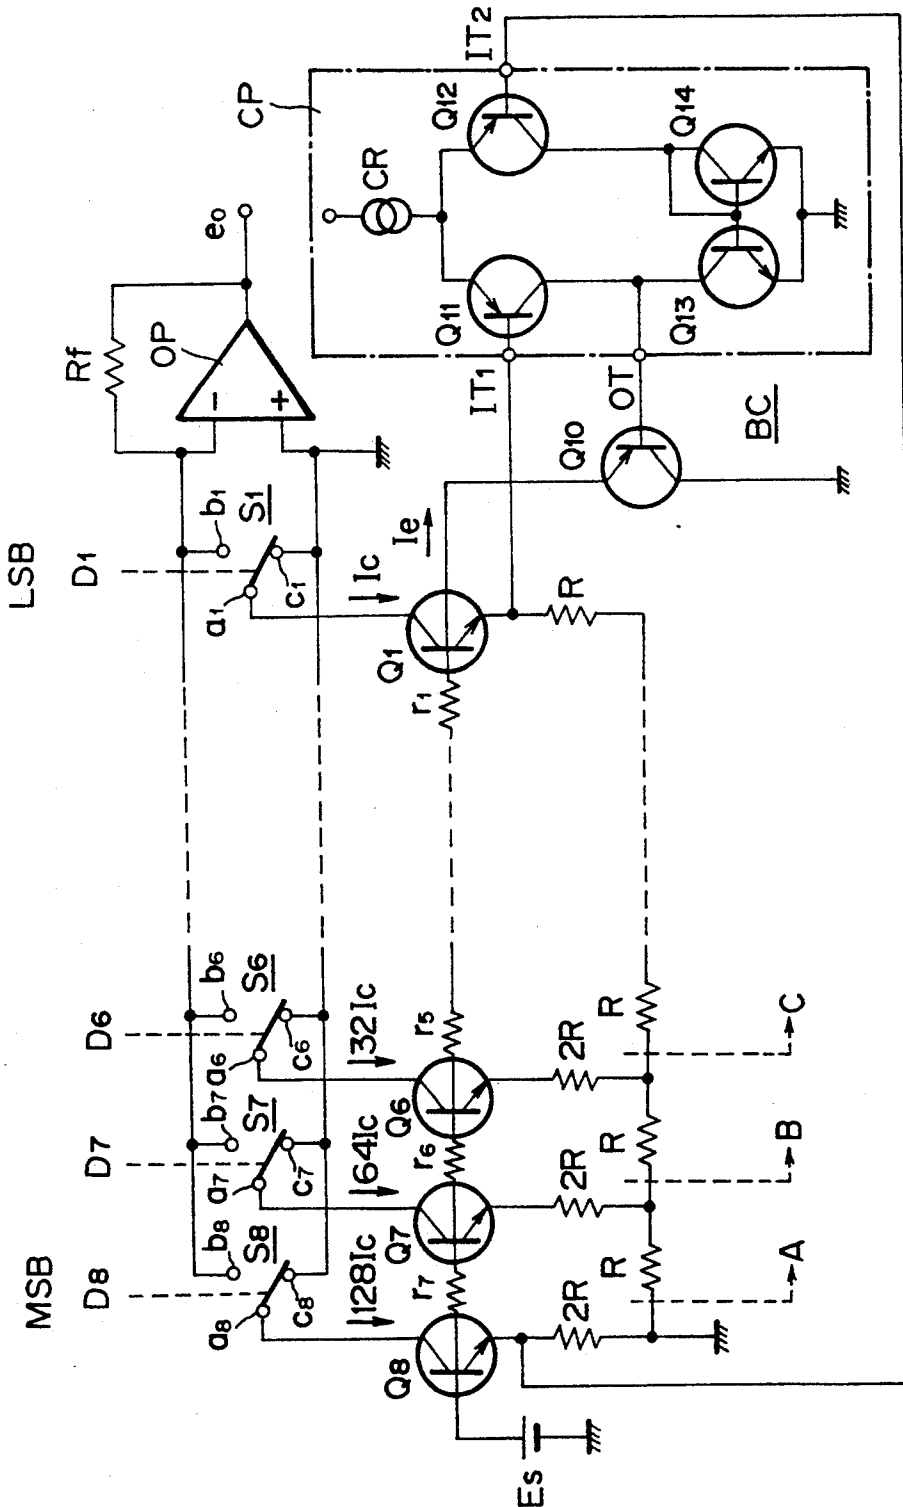 MSB
LSB
D8
D7
D6
D1
Rf
OP
eo
b8
b7
b6
b1
S8
S7
S6
S1
a8
a7
a6
a1
c8
c7
c6
c1
128Ic
64Ic
32Ic
Ic
Ie
Q8
Q7
Q6
Q1
r7
r6
r5
r1
Es
2R
2R
2R
R
R
R
R
A
B
C
Q10
BC
CP
CR
Q11
Q12
Q13
Q14
IT1
IT2
OT
-
+